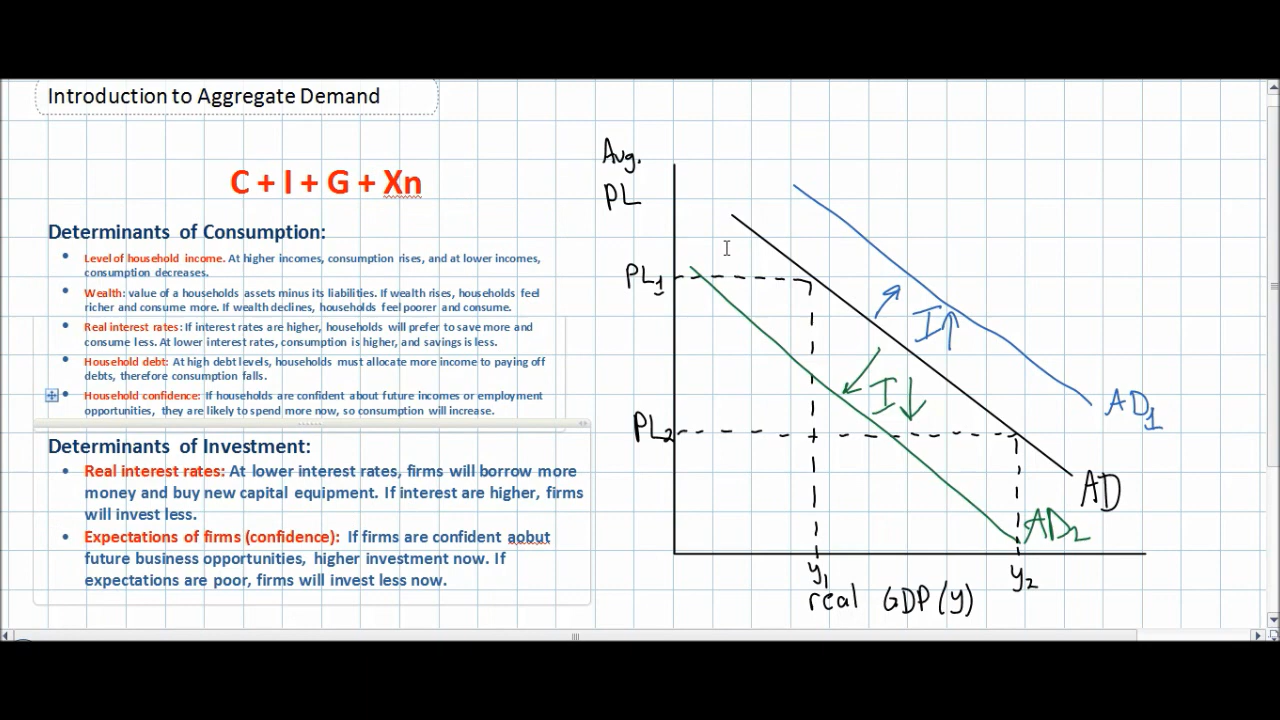 Introduction to Aggregate Demand
C + I + G + Xn
Determinants of Consumption:
• Level of household income. At higher incomes, consumption rises, and at lower incomes,
consumption decreases.
• Wealth: value of a households assets minus its liabilities. If wealth rises, households feel
richer and consume more. If wealth declines, households feel poorer and consume.
• Real interest rates: If interest rates are higher, households will prefer to save more and
consume less. At lower interest rates, consumption is higher, and savings is less.
• Household debt: At high debt levels, households must allocate more income to paying off
debts, therefore consumption falls.
• Household confidence: If households are confident about future incomes or employment
opportunities, they are likely to spend more now, so consumption will increase.
Determinants of Investment:
• Real interest rates: At lower interest rates, firms will borrow more
money and buy new capital equipment. If interest are higher, firms
will invest less.
• Expectations of firms (confidence): If firms are confident aobut
future business opportunities, higher investment now. If
expectations are poor, firms will invest less now.
Avg.
PL
PL1
PL2
I↑
I↓
AD1
AD
AD2
y1
y2
real GDP (y)